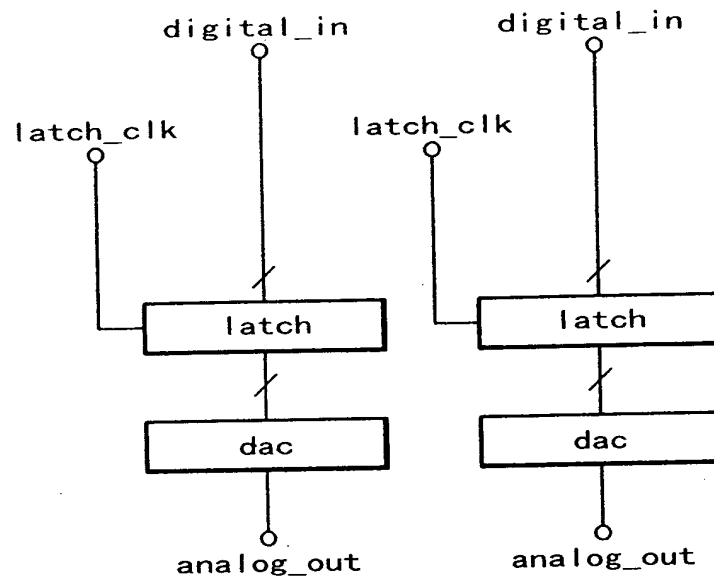 digital_in
digital_in
latch_clk
latch_clk
latch
latch
dac
dac
analog_out
analog_out